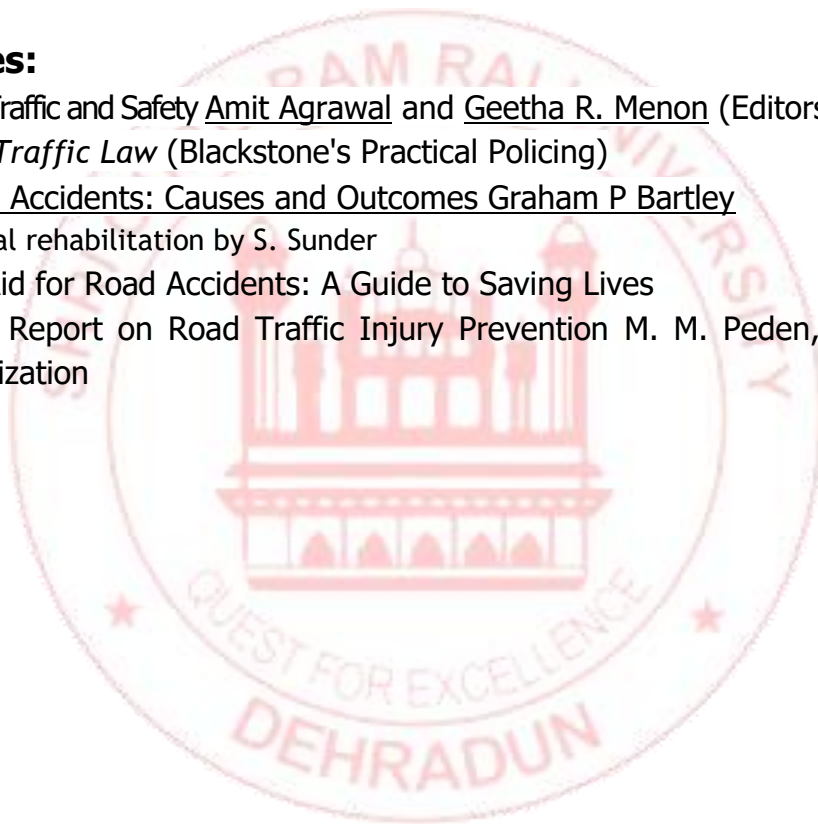 es:
raffic and Safety Amit Agrawal and Geetha R. Menon (Editors
Traffic Law (Blackstone's Practical Policing)
Accidents: Causes and Outcomes Graham P Bartley
al rehabilitation by S. Sunder
id for Road Accidents: A Guide to Saving Lives
Report on Road Traffic Injury Prevention M. M. Peden,
ization
RAM RAI UNIVERSITY
QUEST FOR EXCELLENCE
DEHRADUN